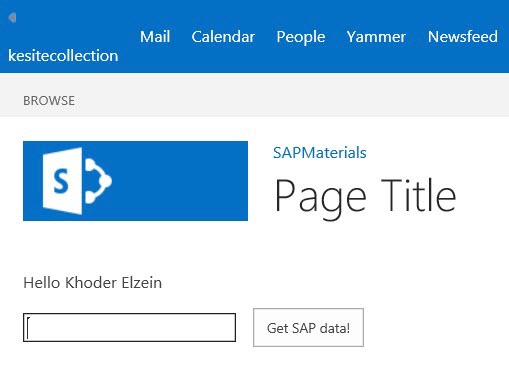 Mail Calendar People Yammer Newsfeed
kesitecollection
BROWSE
S
SAPMaterials
Page Title
Hello Khoder Elzein
Get SAP data!